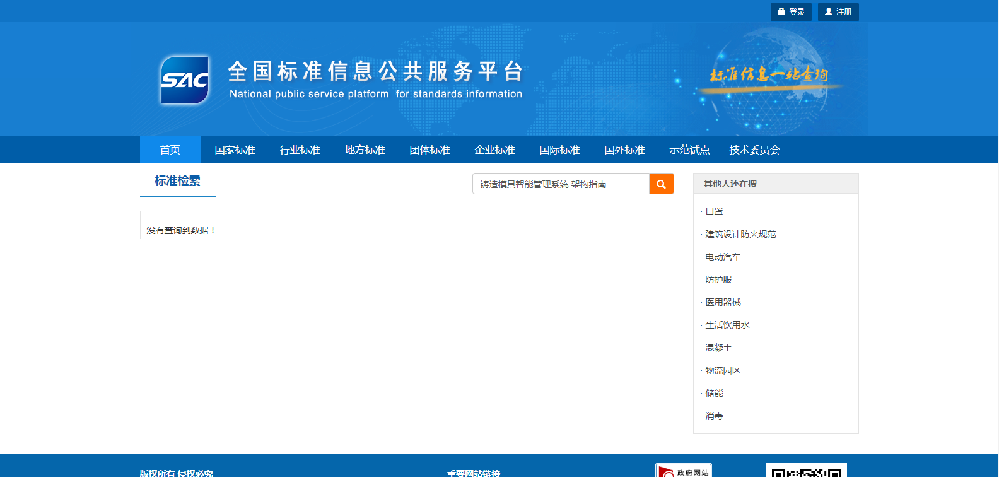 登录 注册
SAC
全国标准信息公共服务平台
National public service platform for standards information
标准信息一站查询
首页 国家标准 行业标准 地方标准 团体标准 企业标准 国际标准 国外标准 示范试点 技术委员会
标准检索
铸造模具智能管理系统 架构指南
没有查询到数据！
其他人还在搜
· 口罩
· 建筑设计防火规范
· 电动汽车
· 防护服
· 医用器械
· 生活饮用水
· 混凝土
· 物流园区
· 储能
· 消毒
版权所有 侵权必究
重要网站链接
政府网站